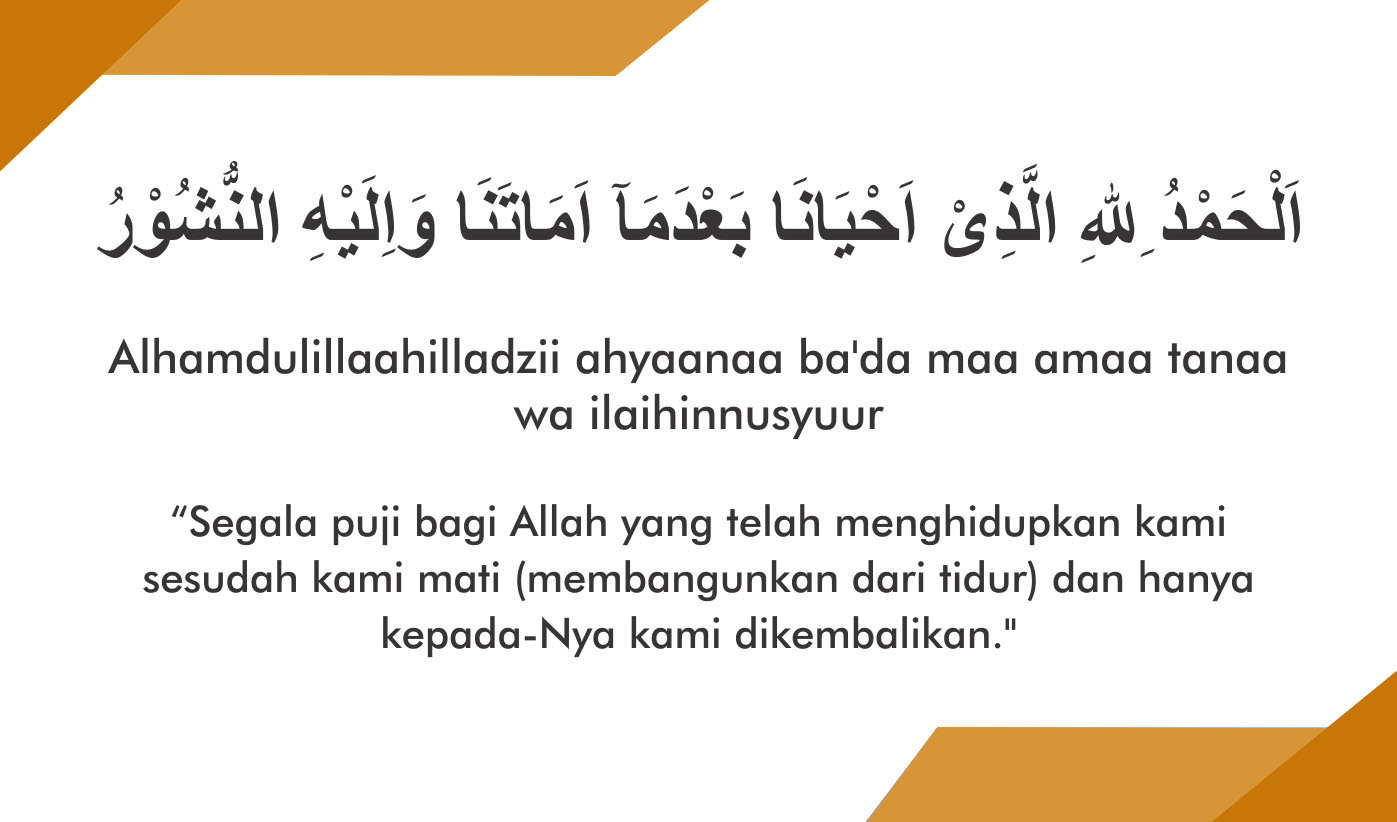 اَلْحَمْدُ ِللهِ الَّذِىْ اَحْيَانَا بَعْدَمَآ اَمَاتَنَا وَاِلَيْهِ النُّشُوْرُ
Alhamdulillaahilladzii ahyaanaa ba'da maa amaa tanaa
wa ilaihinnusyuur
“Segala puji bagi Allah yang telah menghidupkan kami
sesudah kami mati (membangunkan dari tidur) dan hanya
kepada-Nya kami dikembalikan."